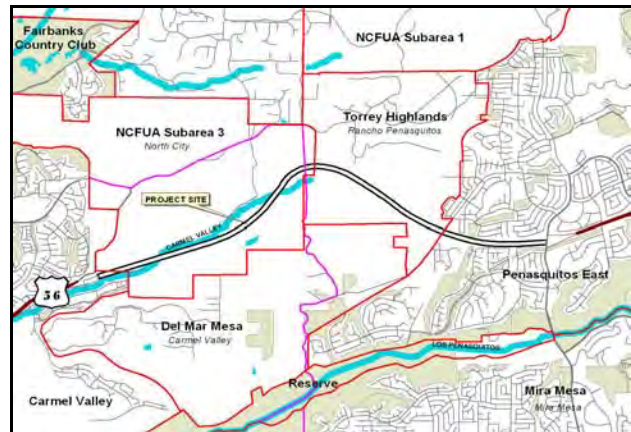 Fairbanks
Country Club
NCFUA Subarea 1
NCFUA Subarea 3
North City
Torrey Highlands
Rancho Penasquitos
PROJECT SITE
CARMEL VALLEY
56
Penasquitos East
Del Mar Mesa
Carmel Valley
LOS PENASQUITOS
Reserve
Carmel Valley
Mira Mesa
Mira Mesa